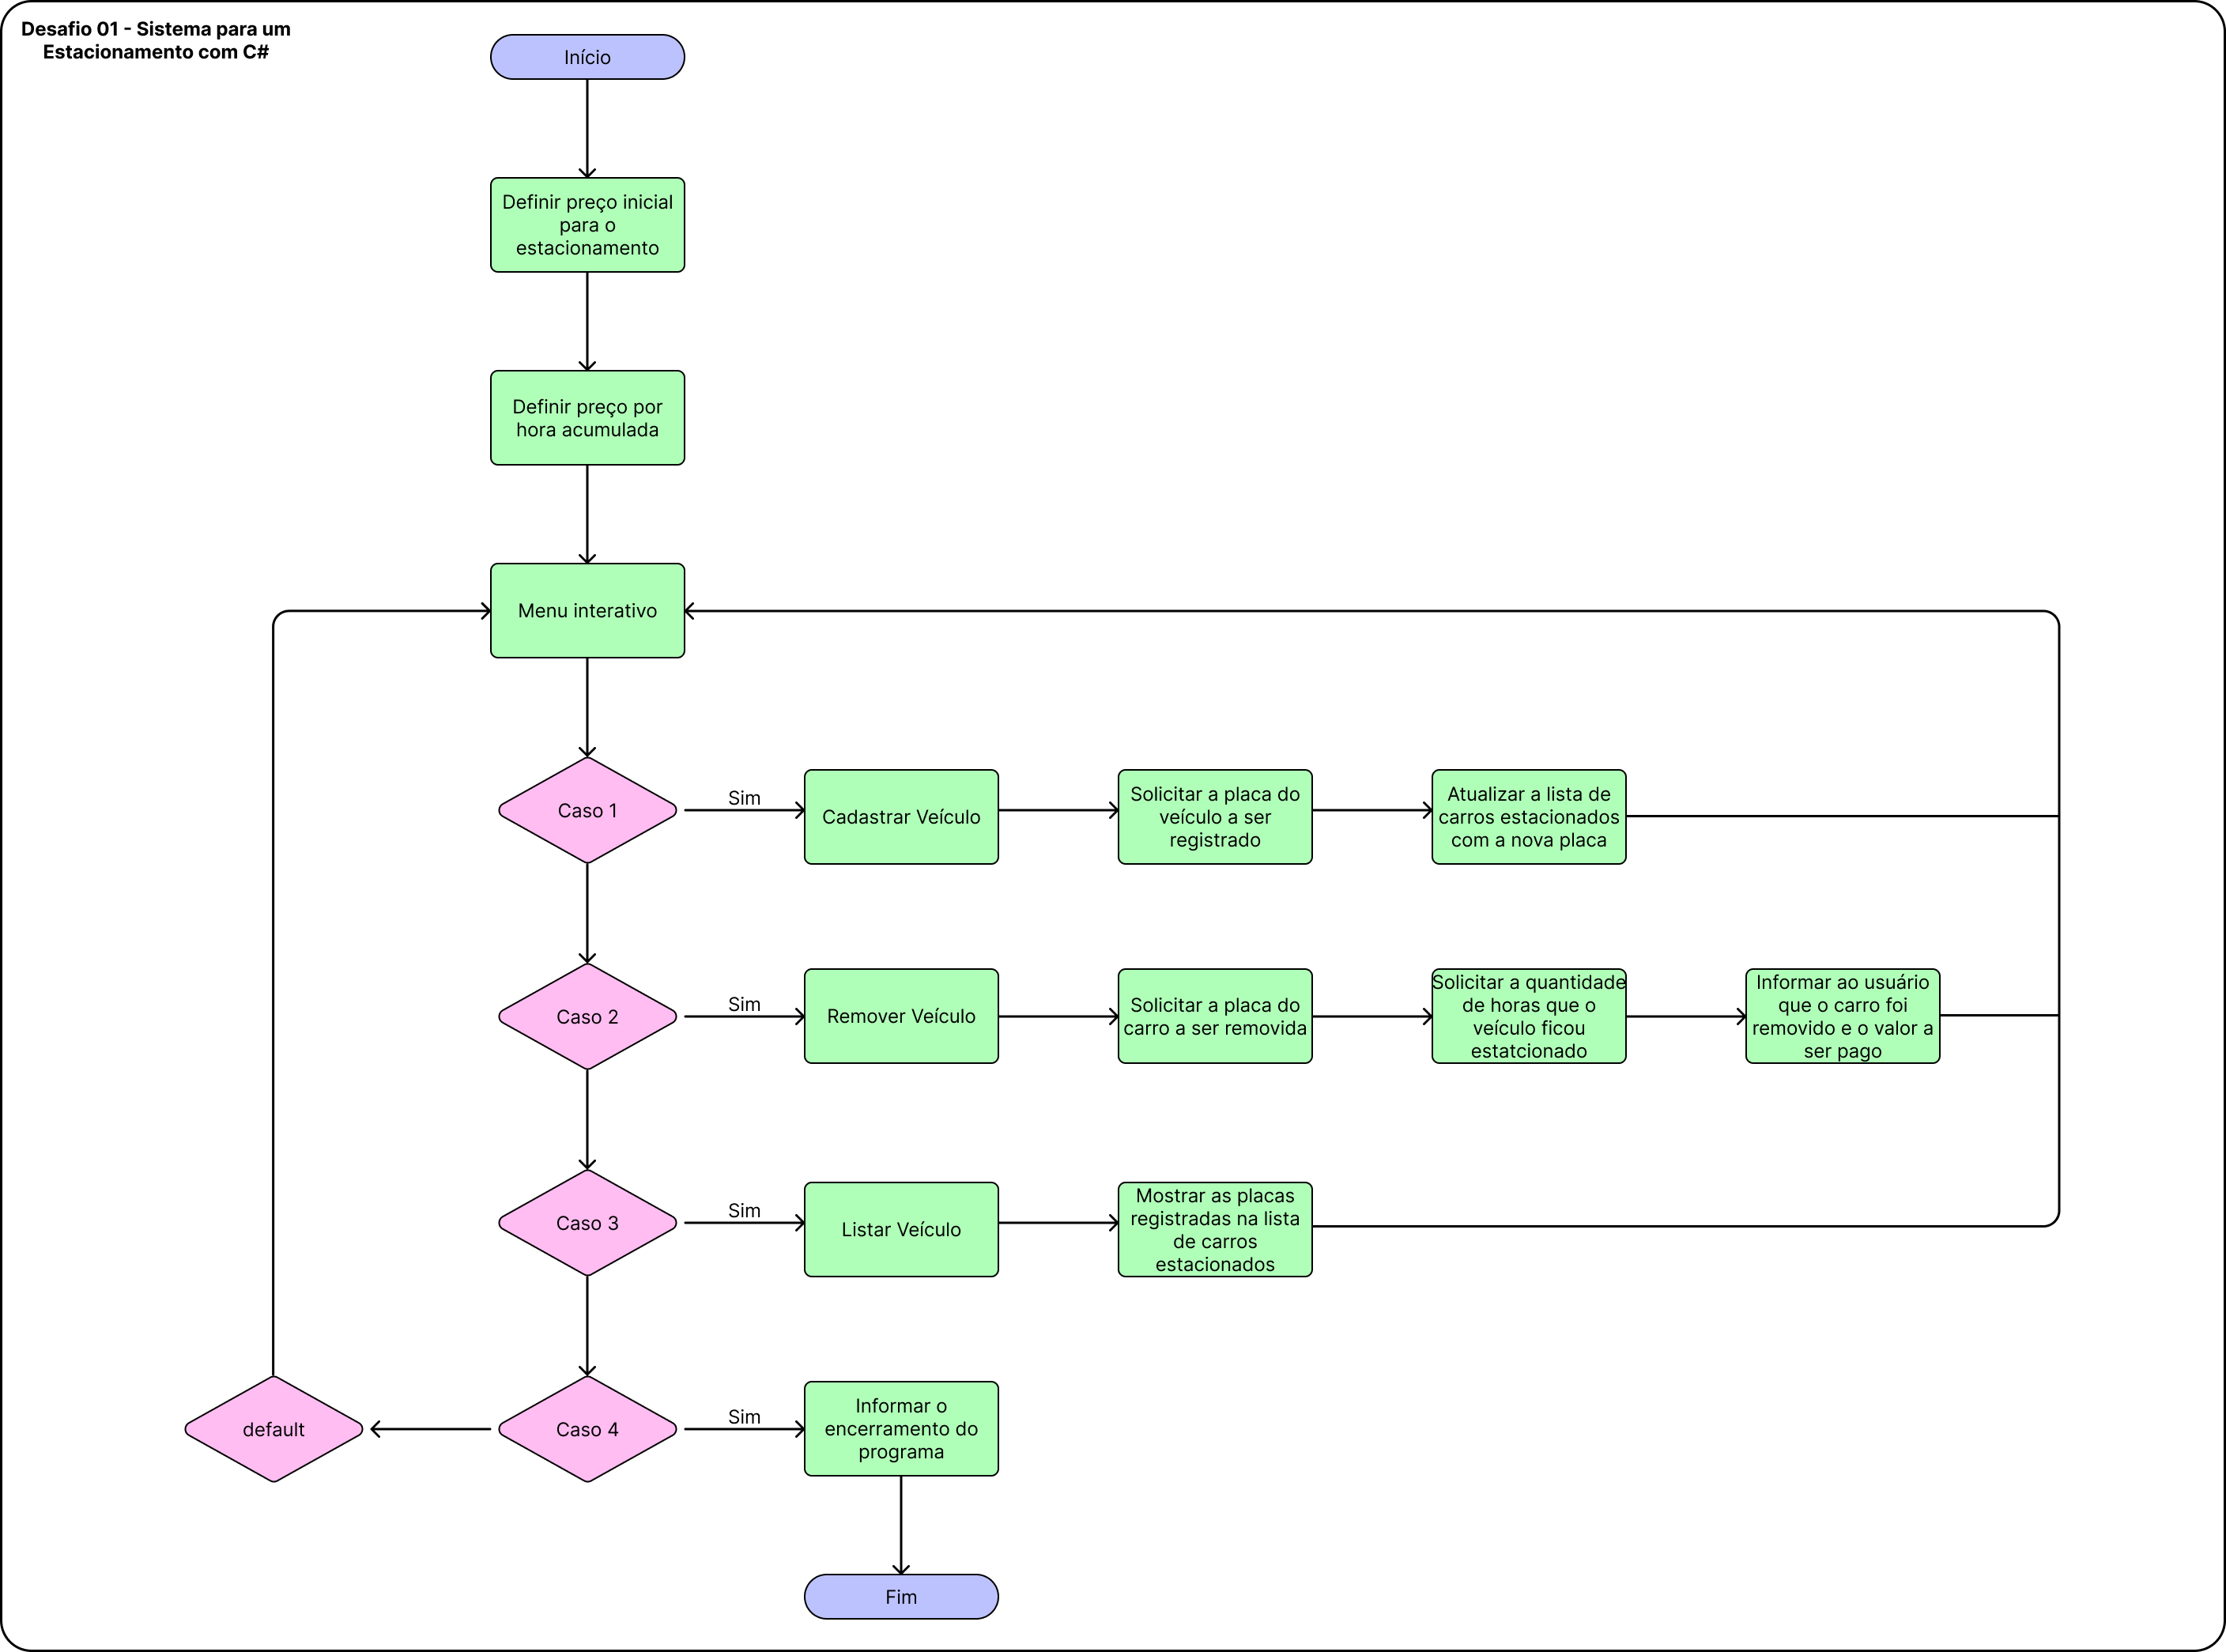 Desafio 01 - Sistema para um
Estacionamento com C#
Início
Definir preço inicial
para o
estacionamento
Definir preço por
hora acumulada
Menu interativo
Caso 1
Sim
Cadastrar Veículo
Solicitar a placa do
veículo a ser
registrado
Atualizar a lista de
carros estacionados
com a nova placa
Caso 2
Sim
Remover Veículo
Solicitar a placa do
carro a ser removida
Solicitar a quantidade
de horas que o
veículo ficou
estatcionado
Informar ao usuário
que o carro foi
removido e o valor a
ser pago
Caso 3
Sim
Listar Veículo
Mostrar as placas
registradas na lista
de carros
estacionados
default
Caso 4
Sim
Informar o
encerramento do
programa
Fim